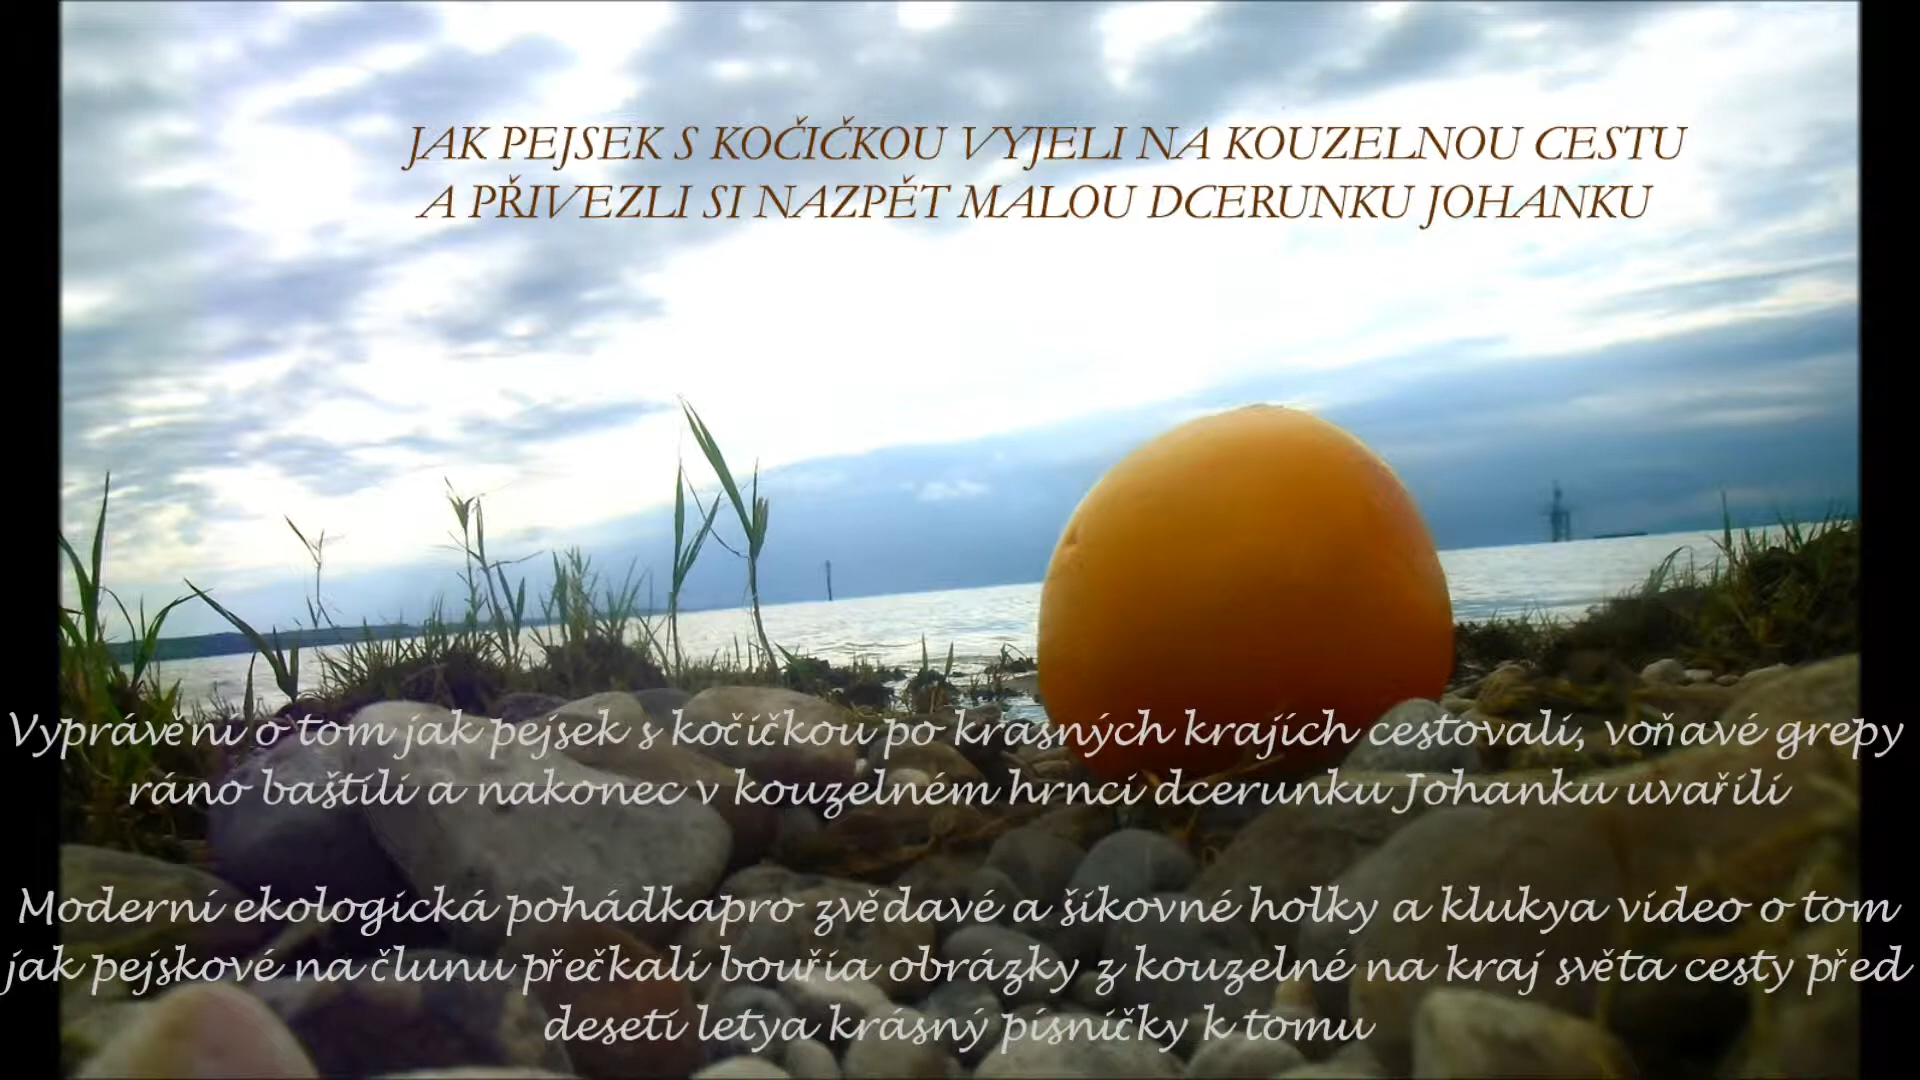 JAK PEJSEK S KOČIČKOU VYJELI NA KOUZELNOU CESTU
A PŘIVEZLI SI NAZPĚT MALOU DCERUNKU JOHANKU
Vyprávění o tom jak pejsek s kočičkou po krásných krajích cestovali, voňavé grepy
ráno baštili a nakonec v kouzelném hrnci dcerunku Johanku uvařili
Moderní ekologická pohádkapro zvědavé a šikovné holky a klukya video o tom
jak pejskové na člunu přečkali bouřia obrázky z kouzelné na kraj světa cesty před
deseti letya krásný písničky k tomu